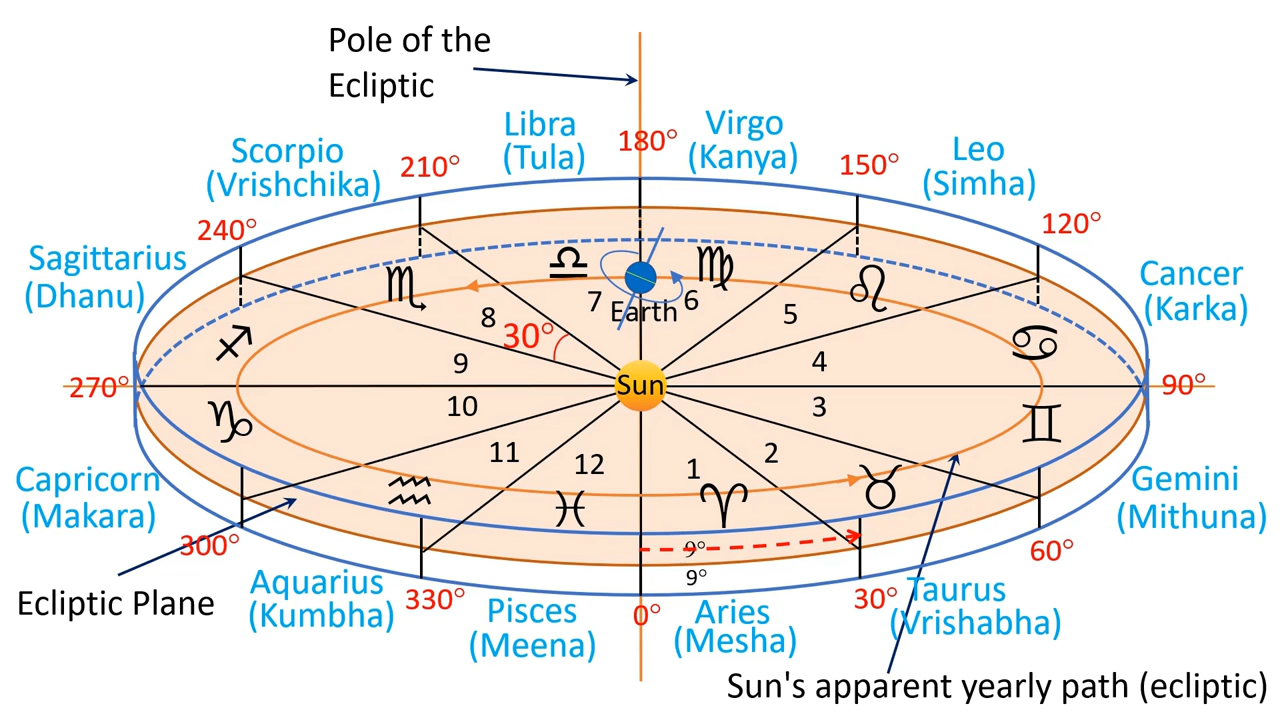 Pole of the
Ecliptic
Libra
(Tula)
180°
Virgo
(Kanya)
Scorpio
(Vrishchika)
210°
150°
Leo
(Simha)
240°
120°
Sagittarius
(Dhanu)
Cancer
(Karka)
♏
♎
♍
♌
7
Earth
6
8
30°
5
♐
9
4
♋
270°
Sun
90°
♑
10
3
♊
11
12
1
2
Capricorn
(Makara)
♒
♓
♈
♉
Gemini
(Mithuna)
300°
9°
60°
9°
Ecliptic Plane
Aquarius
(Kumbha)
330°
Pisces
(Meena)
0°
Aries
(Mesha)
30°
Taurus
(Vrishabha)
Sun's apparent yearly path (ecliptic)